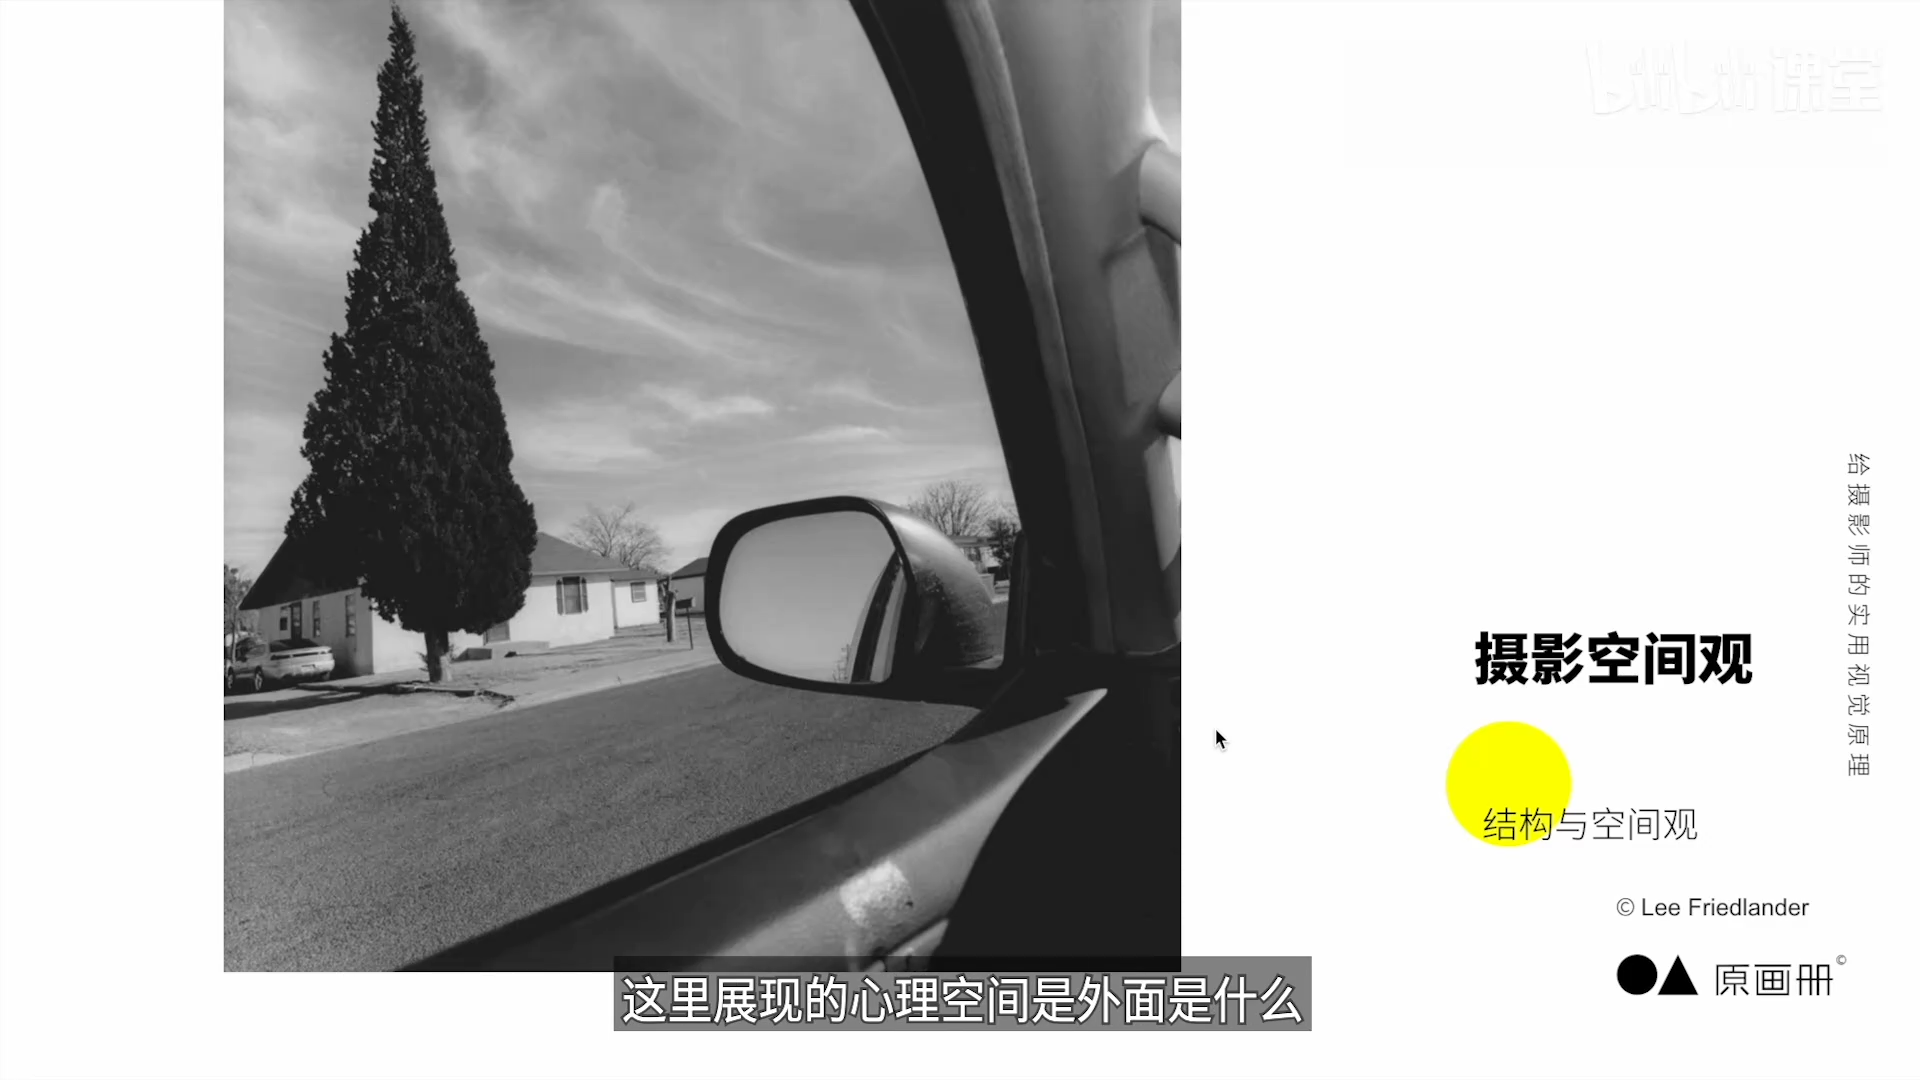 bilibili课堂
给摄影师的实用视觉原理
摄影空间观
结构与空间观
© Lee Friedlander
原画册©
这里展现的心理空间是外面是什么